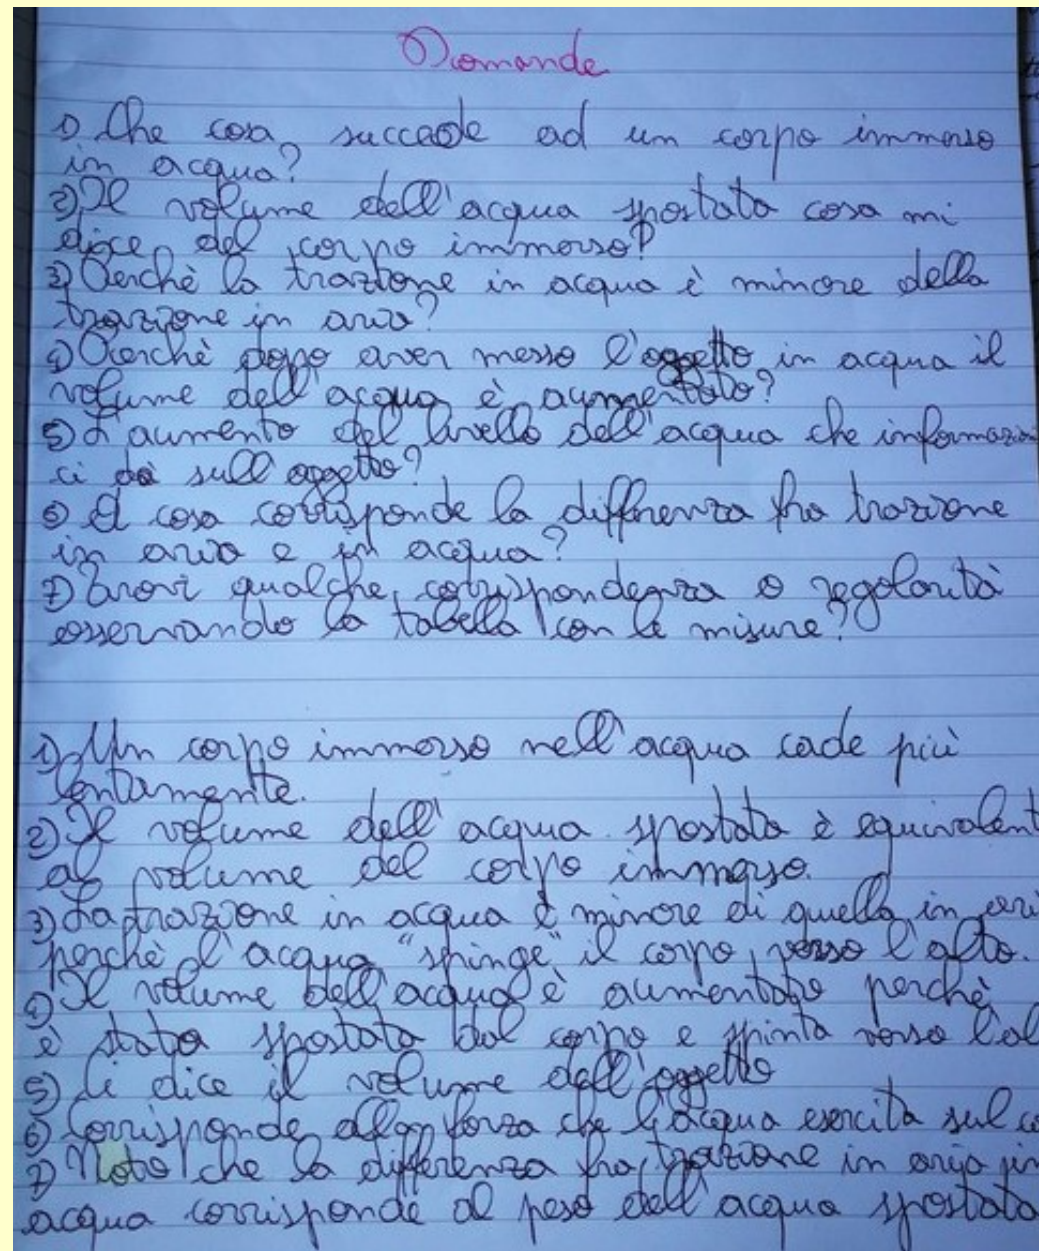 Domande
1) Che cosa succede ad un corpo immerso
in acqua?
2) Il volume dell'acqua spostata cosa mi
dice del corpo immerso?
3) Perchè la trazione in acqua è minore della
trazione in aria?
4) Perchè dopo aver messo l'oggetto in acqua il
volume dell'acqua è aumentato?
5) L'aumento del livello dell'acqua che informazi
ci dà sull'oggetto?
6) A cosa corrisponde la differenza fra trazione
in aria e in acqua?
7) Trovi qualche corrispondenza o regolarità
osservando la tabella con le misure?
1) Un corpo immerso nell'acqua cade più
lentamente.
2) Il volume dell'acqua spostata è equivalent
al volume del corpo immerso.
3) La trazione in acqua è minore di quella in ari
perchè l'acqua "spinge" il corpo verso l'alto.
4) Il volume dell'acqua è aumentato perchè
è stata spostata dal corpo e spinta verso l'al
5) Ci dice il volume dell'oggetto
6) Corrisponde alla forza che l'acqua esercita sul co
7) Noto che la differenza fra trazione in aria in
acqua corrisponde al peso dell'acqua spostata